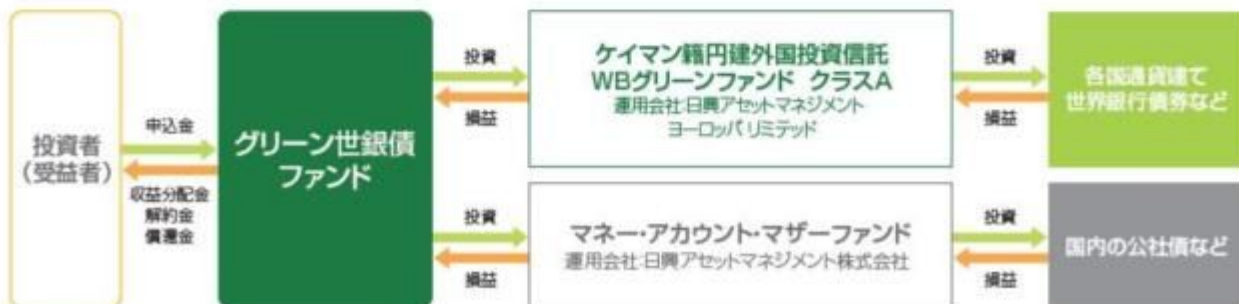 投資者
(受益者)
申込金
収益分配金
解約金
償還金
グリーン世銀債
ファンド
投資
損益
ケイマン籍円建外国投資信託
WBグリーンファンド クラスA
運用会社:日興アセットマネジメント
ヨーロッパ リミテッド
投資
損益
各国通貨建て
世界銀行債券など
投資
損益
マネー・アカウント・マザーファンド
運用会社:日興アセットマネジメント株式会社
投資
損益
国内の公社債など